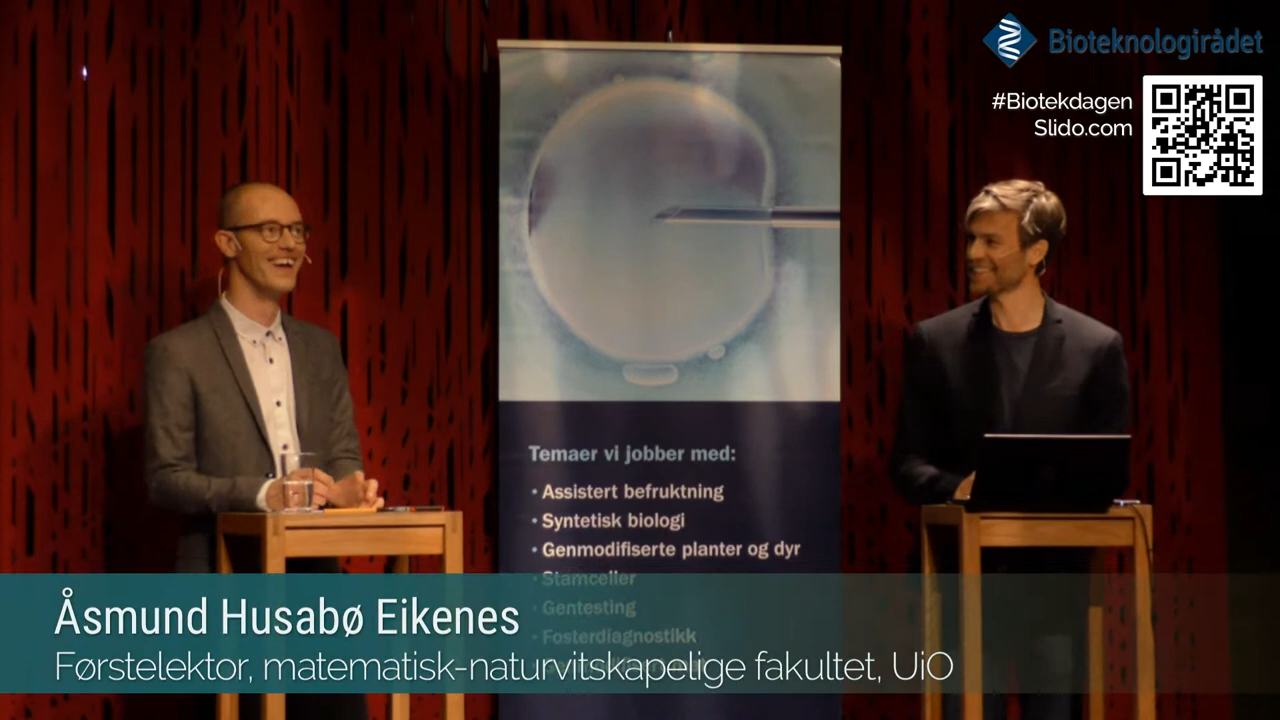 Bioteknologirådet
#Biotekdagen
Slido.com
Temaer vi jobber med:
• Assistert befruktning
• Syntetisk biologi
• Genmodifiserte planter og dyr
• Stamceller
• Gentesting
• Fosterdiagnostikk
Åsmund Husabø Eikenes
Førstelektor, matematisk-naturvitskapelige fakultet, UiO